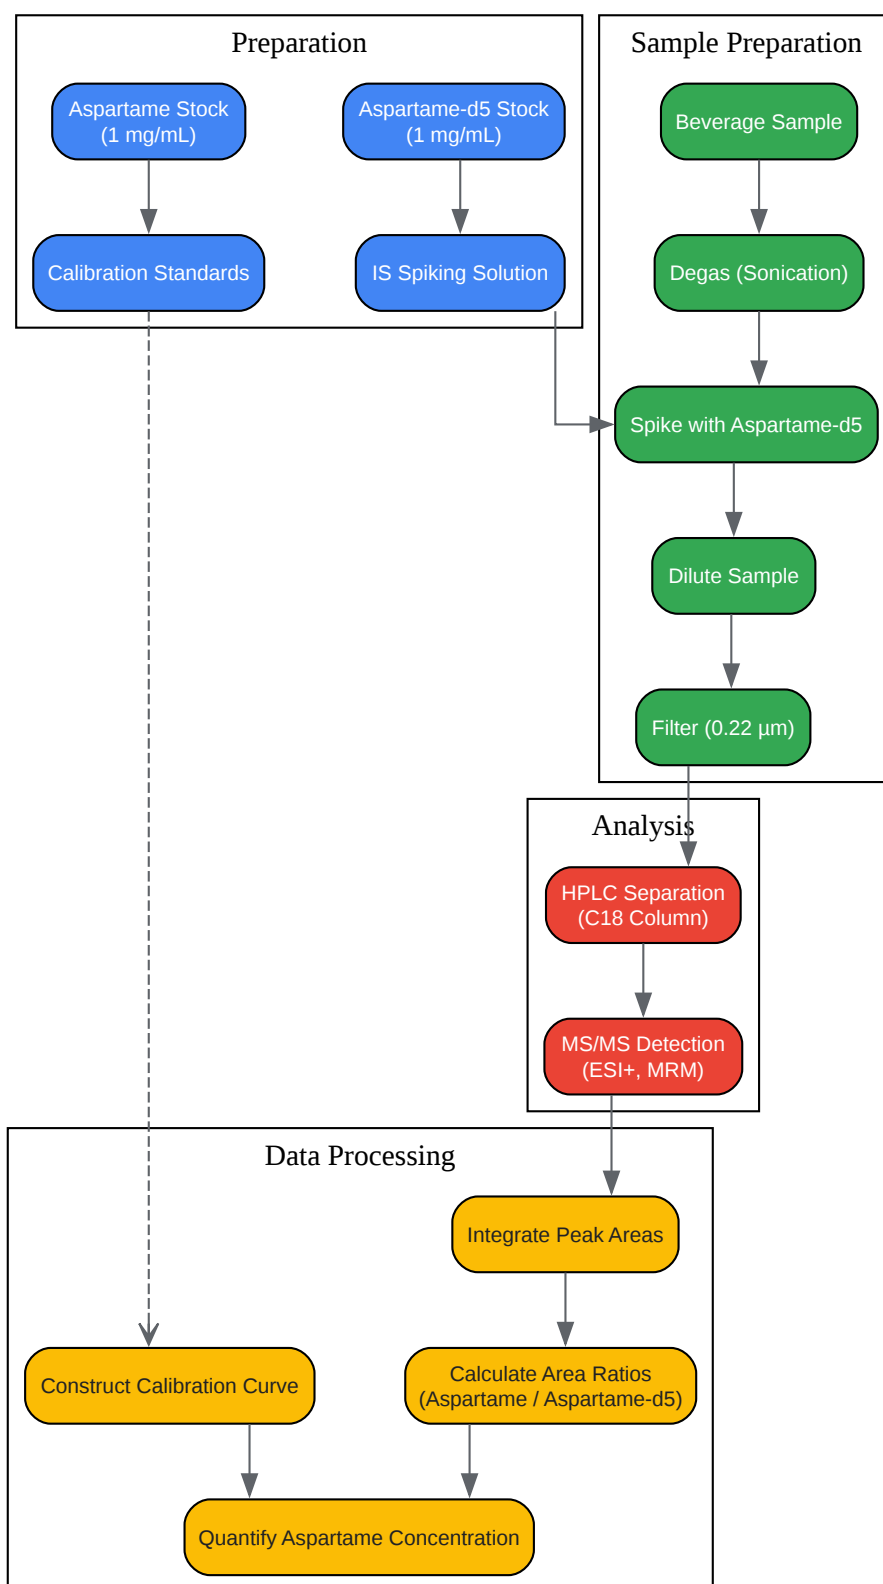 Preparation
Aspartame Stock
(1 mg/mL)
Aspartame-d5 Stock
(1 mg/mL)
Calibration Standards
IS Spiking Solution
Sample Preparation
Beverage Sample
Degas (Sonication)
Spike with Aspartame-d5
Dilute Sample
Filter (0.22 µm)
Analysis
HPLC Separation
(C18 Column)
MS/MS Detection
(ESI+, MRM)
Data Processing
Integrate Peak Areas
Construct Calibration Curve
Calculate Area Ratios
(Aspartame / Aspartame-d5)
Quantify Aspartame Concentration